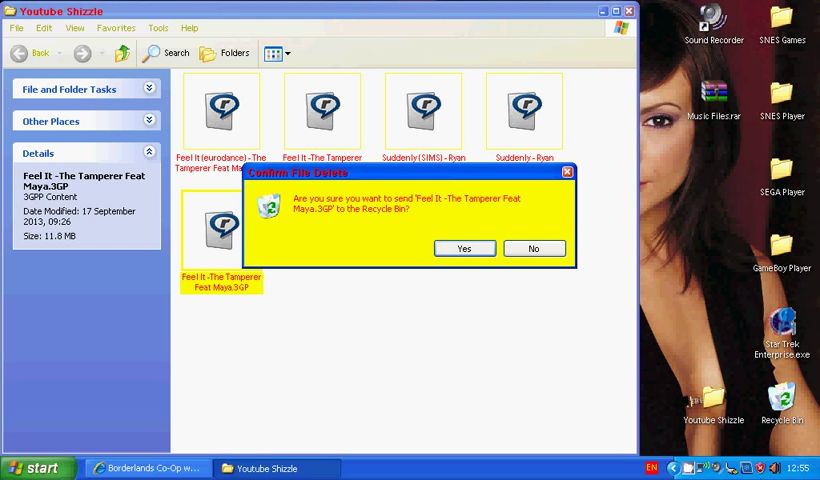 Youtube Shizzle
File Edit View Favorites Tools Help
Back Search Folders
File and Folder Tasks
Other Places
Details
Feel It -The Tamperer Feat
Maya.3GP
3GPP Content
Date Modified: 17 September
2013, 09:26
Size: 11.8 MB
Feel It (eurodance) - The
Tamperer Feat Ma
Feel It -The Tamperer
Suddenly (SIMS) - Ryan
Suddenly - Ryan
Feel It -The Tamperer
Feat Maya.3GP
Confirm File Delete
Are you sure you want to send 'Feel It -The Tamperer Feat
Maya.3GP' to the Recycle Bin?
Yes No
Sound Recorder
SNES Games
Music Files.rar
SNES Player
SEGA Player
GameBoy Player
Star Trek
Enterprise.exe
Youtube Shizzle
Recycle Bin
start
Borderlands Co-Op w...
Youtube Shizzle
EN
12:55